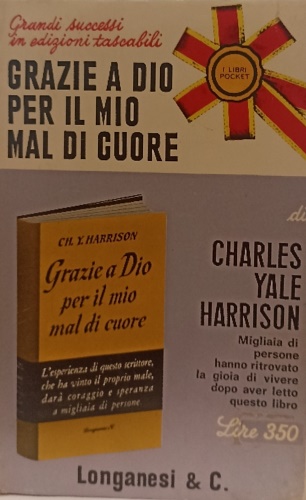 Grandi successi
in edizioni tascabili
GRAZIE A DIO
PER IL MIO
MAL DI CUORE
I LIBRI
POCKET
di
CHARLES
YALE
HARRISON
Migliaia di
persone
hanno ritrovato
la gioia di vivere
dopo aver letto
questo libro
Lire 350
CH. Y. HARRISON
Grazie a Dio
per il mio
mal di cuore
L'esperienza di questo scrittore,
che ha vinto il proprio male,
darà coraggio e speranza
a migliaia di persone.
Longanesi & C.